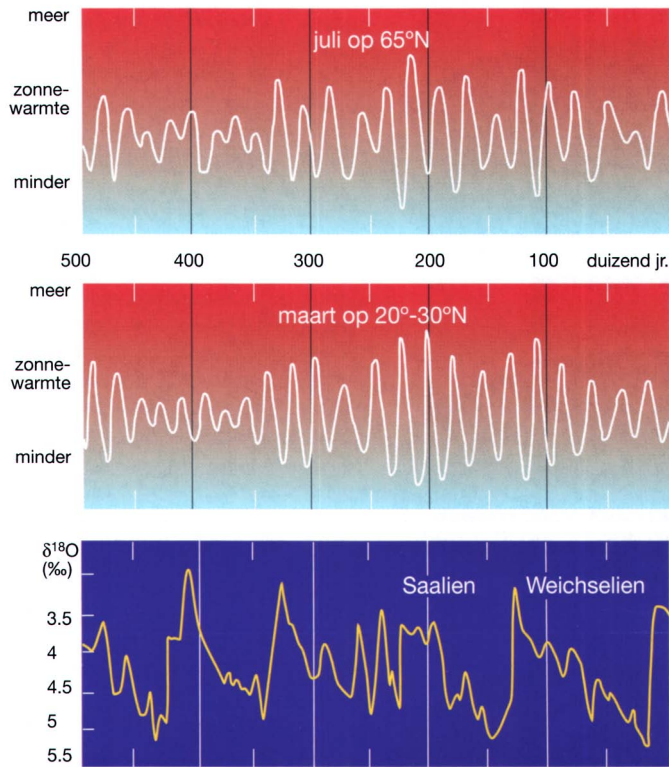 meer
juli op 65°N
zonne-
warmte
minder
500 400 300 200 100 duizend jr.
meer
maart op 20°-30°N
zonne-
warmte
minder
δ¹⁸O
(‰)
Saalien Weichselien
3.5
4
4.5
5
5.5